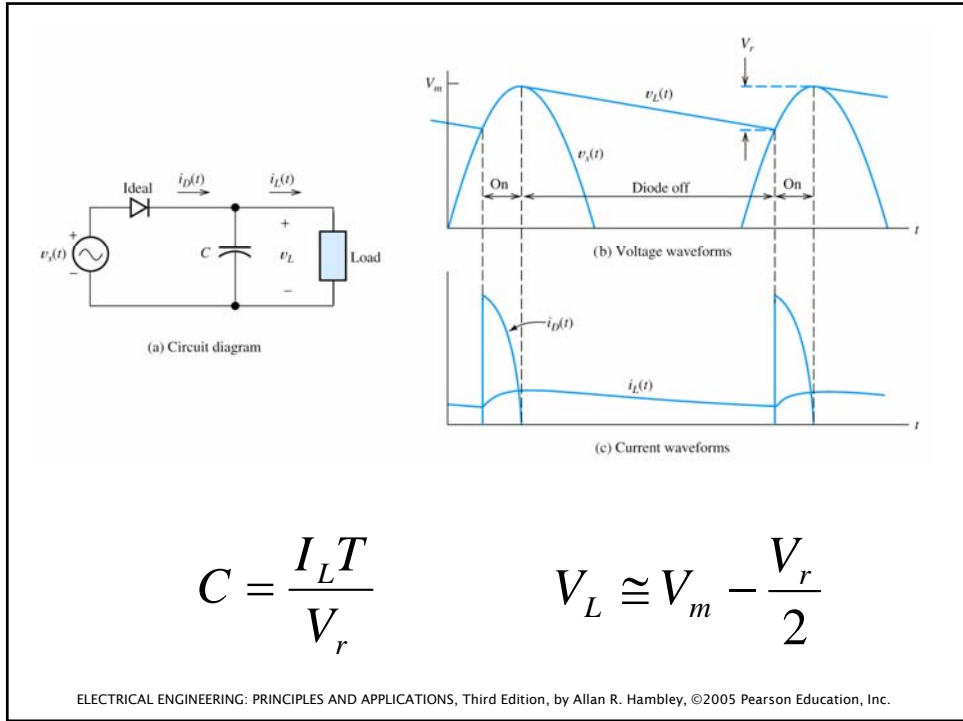 Ideal
i_D(t)
i_L(t)
v_s(t)
+
−
C
+
v_L
−
Load
(a) Circuit diagram
V_r
V_m
v_L(t)
v_s(t)
On
Diode off
On
t
(b) Voltage waveforms
i_D(t)
i_L(t)
t
(c) Current waveforms
C = I_L T / V_r
V_L ≅ V_m − V_r / 2
ELECTRICAL ENGINEERING: PRINCIPLES AND APPLICATIONS, Third Edition, by Allan R. Hambley, ©2005 Pearson Education, Inc.